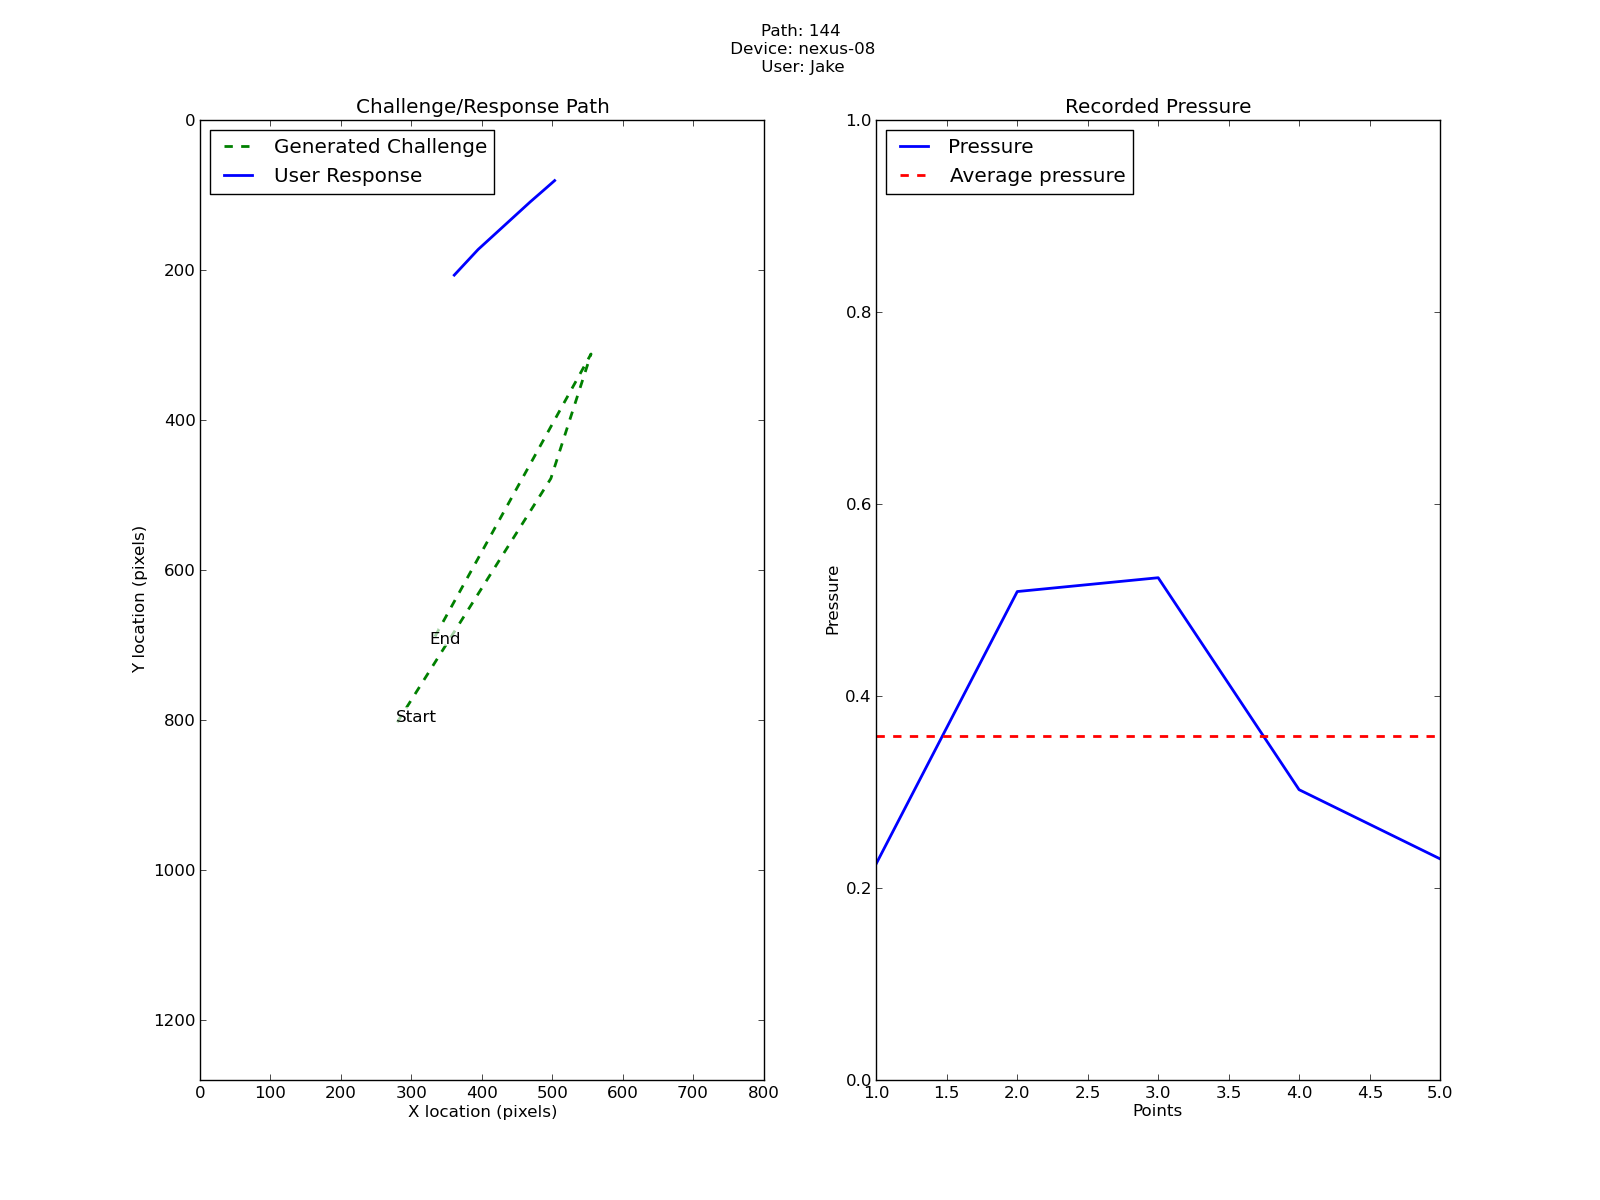 Path: 144
Device: nexus-08
User: Jake
Challenge/Response Path
Generated Challenge
User Response
0
200
400
600
800
1000
1200
Y location (pixels)
End
Start
0 100 200 300 400 500 600 700 800
X location (pixels)
Recorded Pressure
Pressure
Average pressure
1.0
0.8
0.6
0.4
0.2
0.0
Pressure
1.0 1.5 2.0 2.5 3.0 3.5 4.0 4.5 5.0
Points